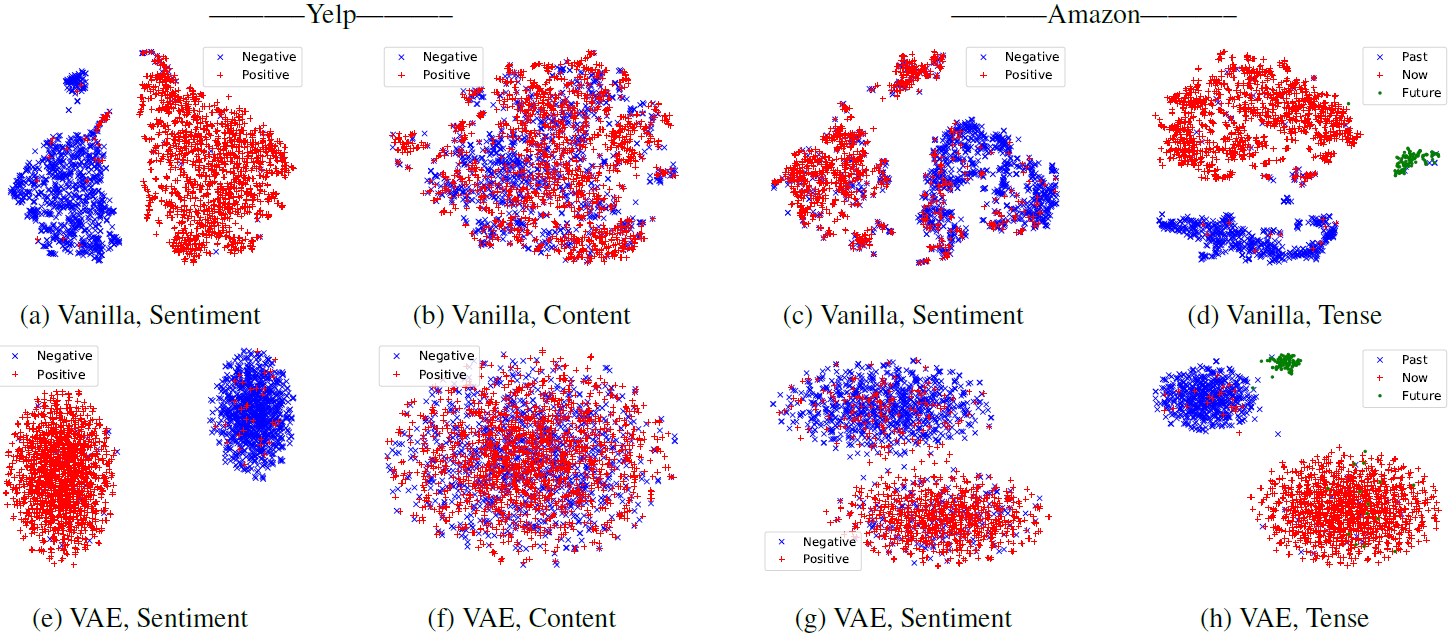 ———Yelp———
———Amazon———
Negative
Positive
Negative
Positive
Negative
Positive
Past
Now
Future
(a) Vanilla, Sentiment
(b) Vanilla, Content
(c) Vanilla, Sentiment
(d) Vanilla, Tense
Negative
Positive
Negative
Positive
Negative
Positive
Past
Now
Future
(e) VAE, Sentiment
(f) VAE, Content
(g) VAE, Sentiment
(h) VAE, Tense